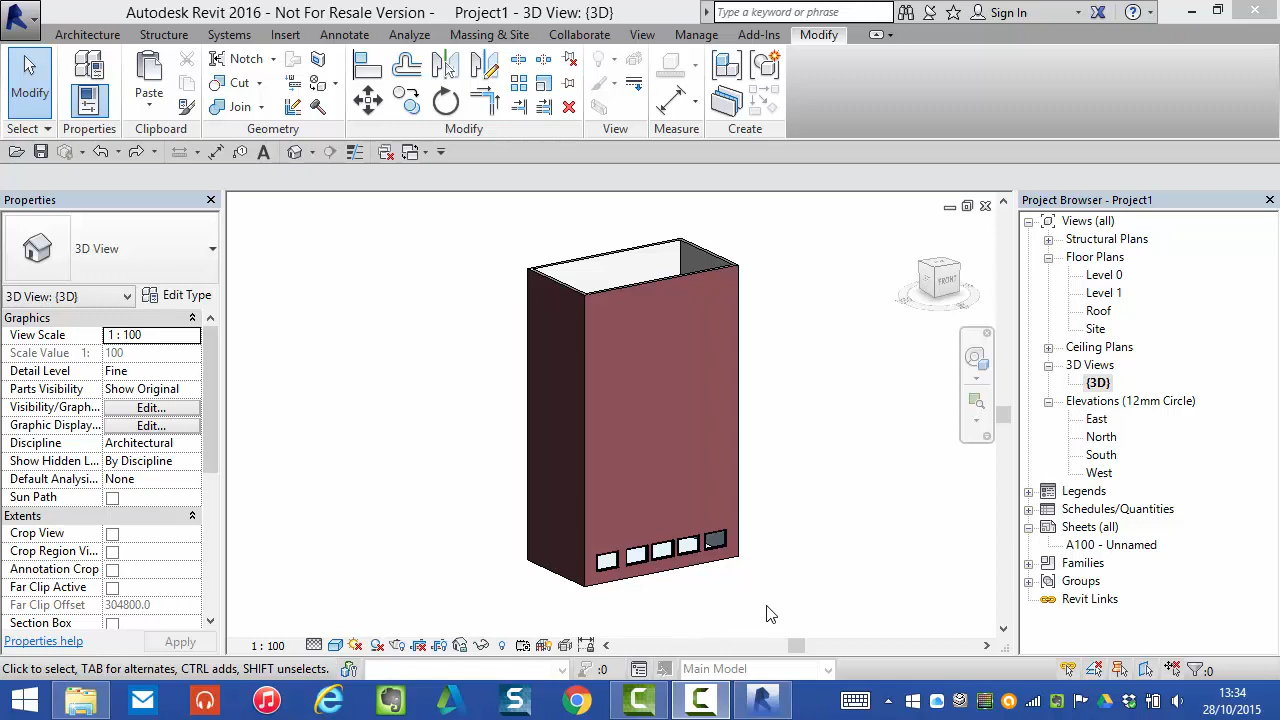 Autodesk Revit 2016 - Not For Resale Version -     Project1 - 3D View: {3D}
Type a keyword or phrase
Sign In
Architecture Structure Systems Insert Annotate Analyze Massing & Site Collaborate View Manage Add-Ins Modify
Modify
Paste
Notch
Cut
Join
Select Properties Clipboard Geometry Modify View Measure Create
Properties
3D View
3D View: {3D}
Edit Type
Graphics
View Scale 1 : 100
Scale Value 1: 100
Detail Level Fine
Parts Visibility Show Original
Visibility/Graph... Edit...
Graphic Display... Edit...
Discipline Architectural
Show Hidden L... By Discipline
Default Analysi... None
Sun Path
Extents
Crop View
Crop Region Vi...
Annotation Crop
Far Clip Active
Far Clip Offset 304800.0
Section Box
Properties help
Apply
FRONT
1 : 100
Project Browser - Project1
Views (all)
Structural Plans
Floor Plans
Level 0
Level 1
Roof
Site
Ceiling Plans
3D Views
{3D}
Elevations (12mm Circle)
East
North
South
West
Legends
Schedules/Quantities
Sheets (all)
A100 - Unnamed
Families
Groups
Revit Links
Click to select, TAB for alternates, CTRL adds, SHIFT unselects.
:0
Main Model
:0
13:34
28/10/2015